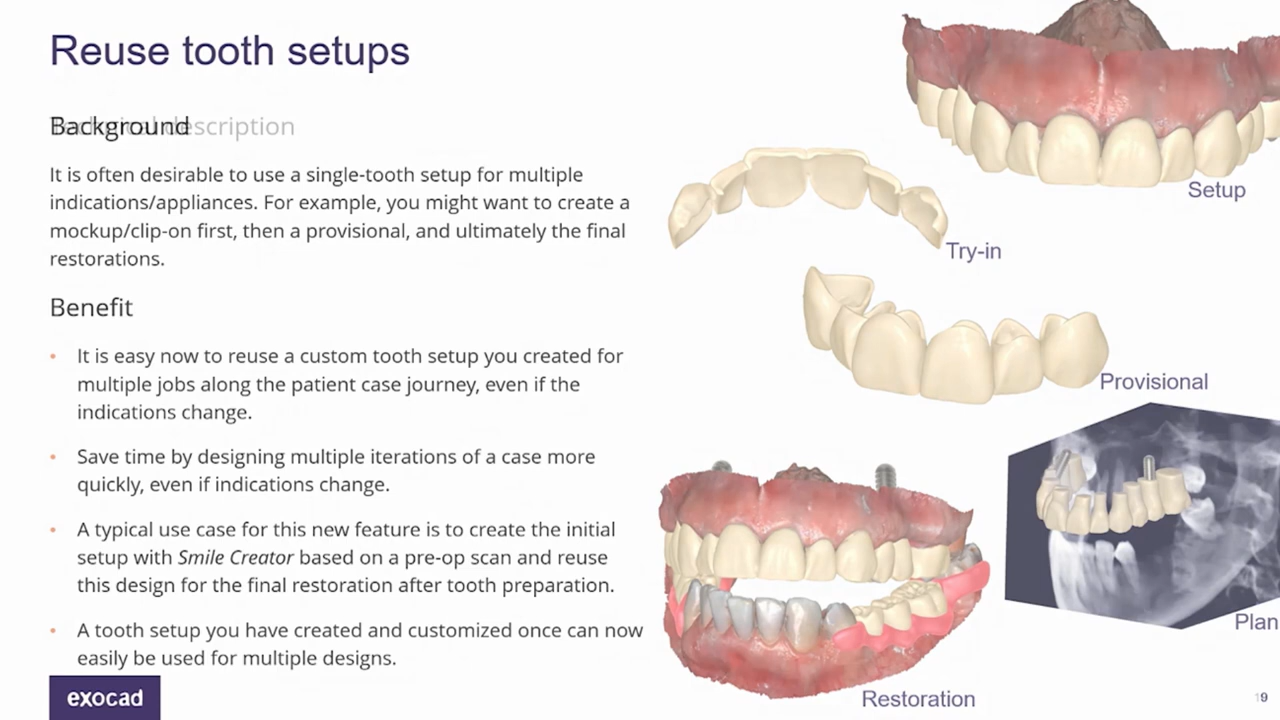 Reuse tooth setups
Background
description
It is often desirable to use a single-tooth setup for multiple
indications/appliances. For example, you might want to create a
mockup/clip-on first, then a provisional, and ultimately the final
restorations.
Benefit
• It is easy now to reuse a custom tooth setup you created for
multiple jobs along the patient case journey, even if the
indications change.
• Save time by designing multiple iterations of a case more
quickly, even if indications change.
• A typical use case for this new feature is to create the initial
setup with Smile Creator based on a pre-op scan and reuse
this design for the final restoration after tooth preparation.
• A tooth setup you have created and customized once can now
easily be used for multiple designs.
exocad
Setup
Try-in
Provisional
Plan
Restoration
9